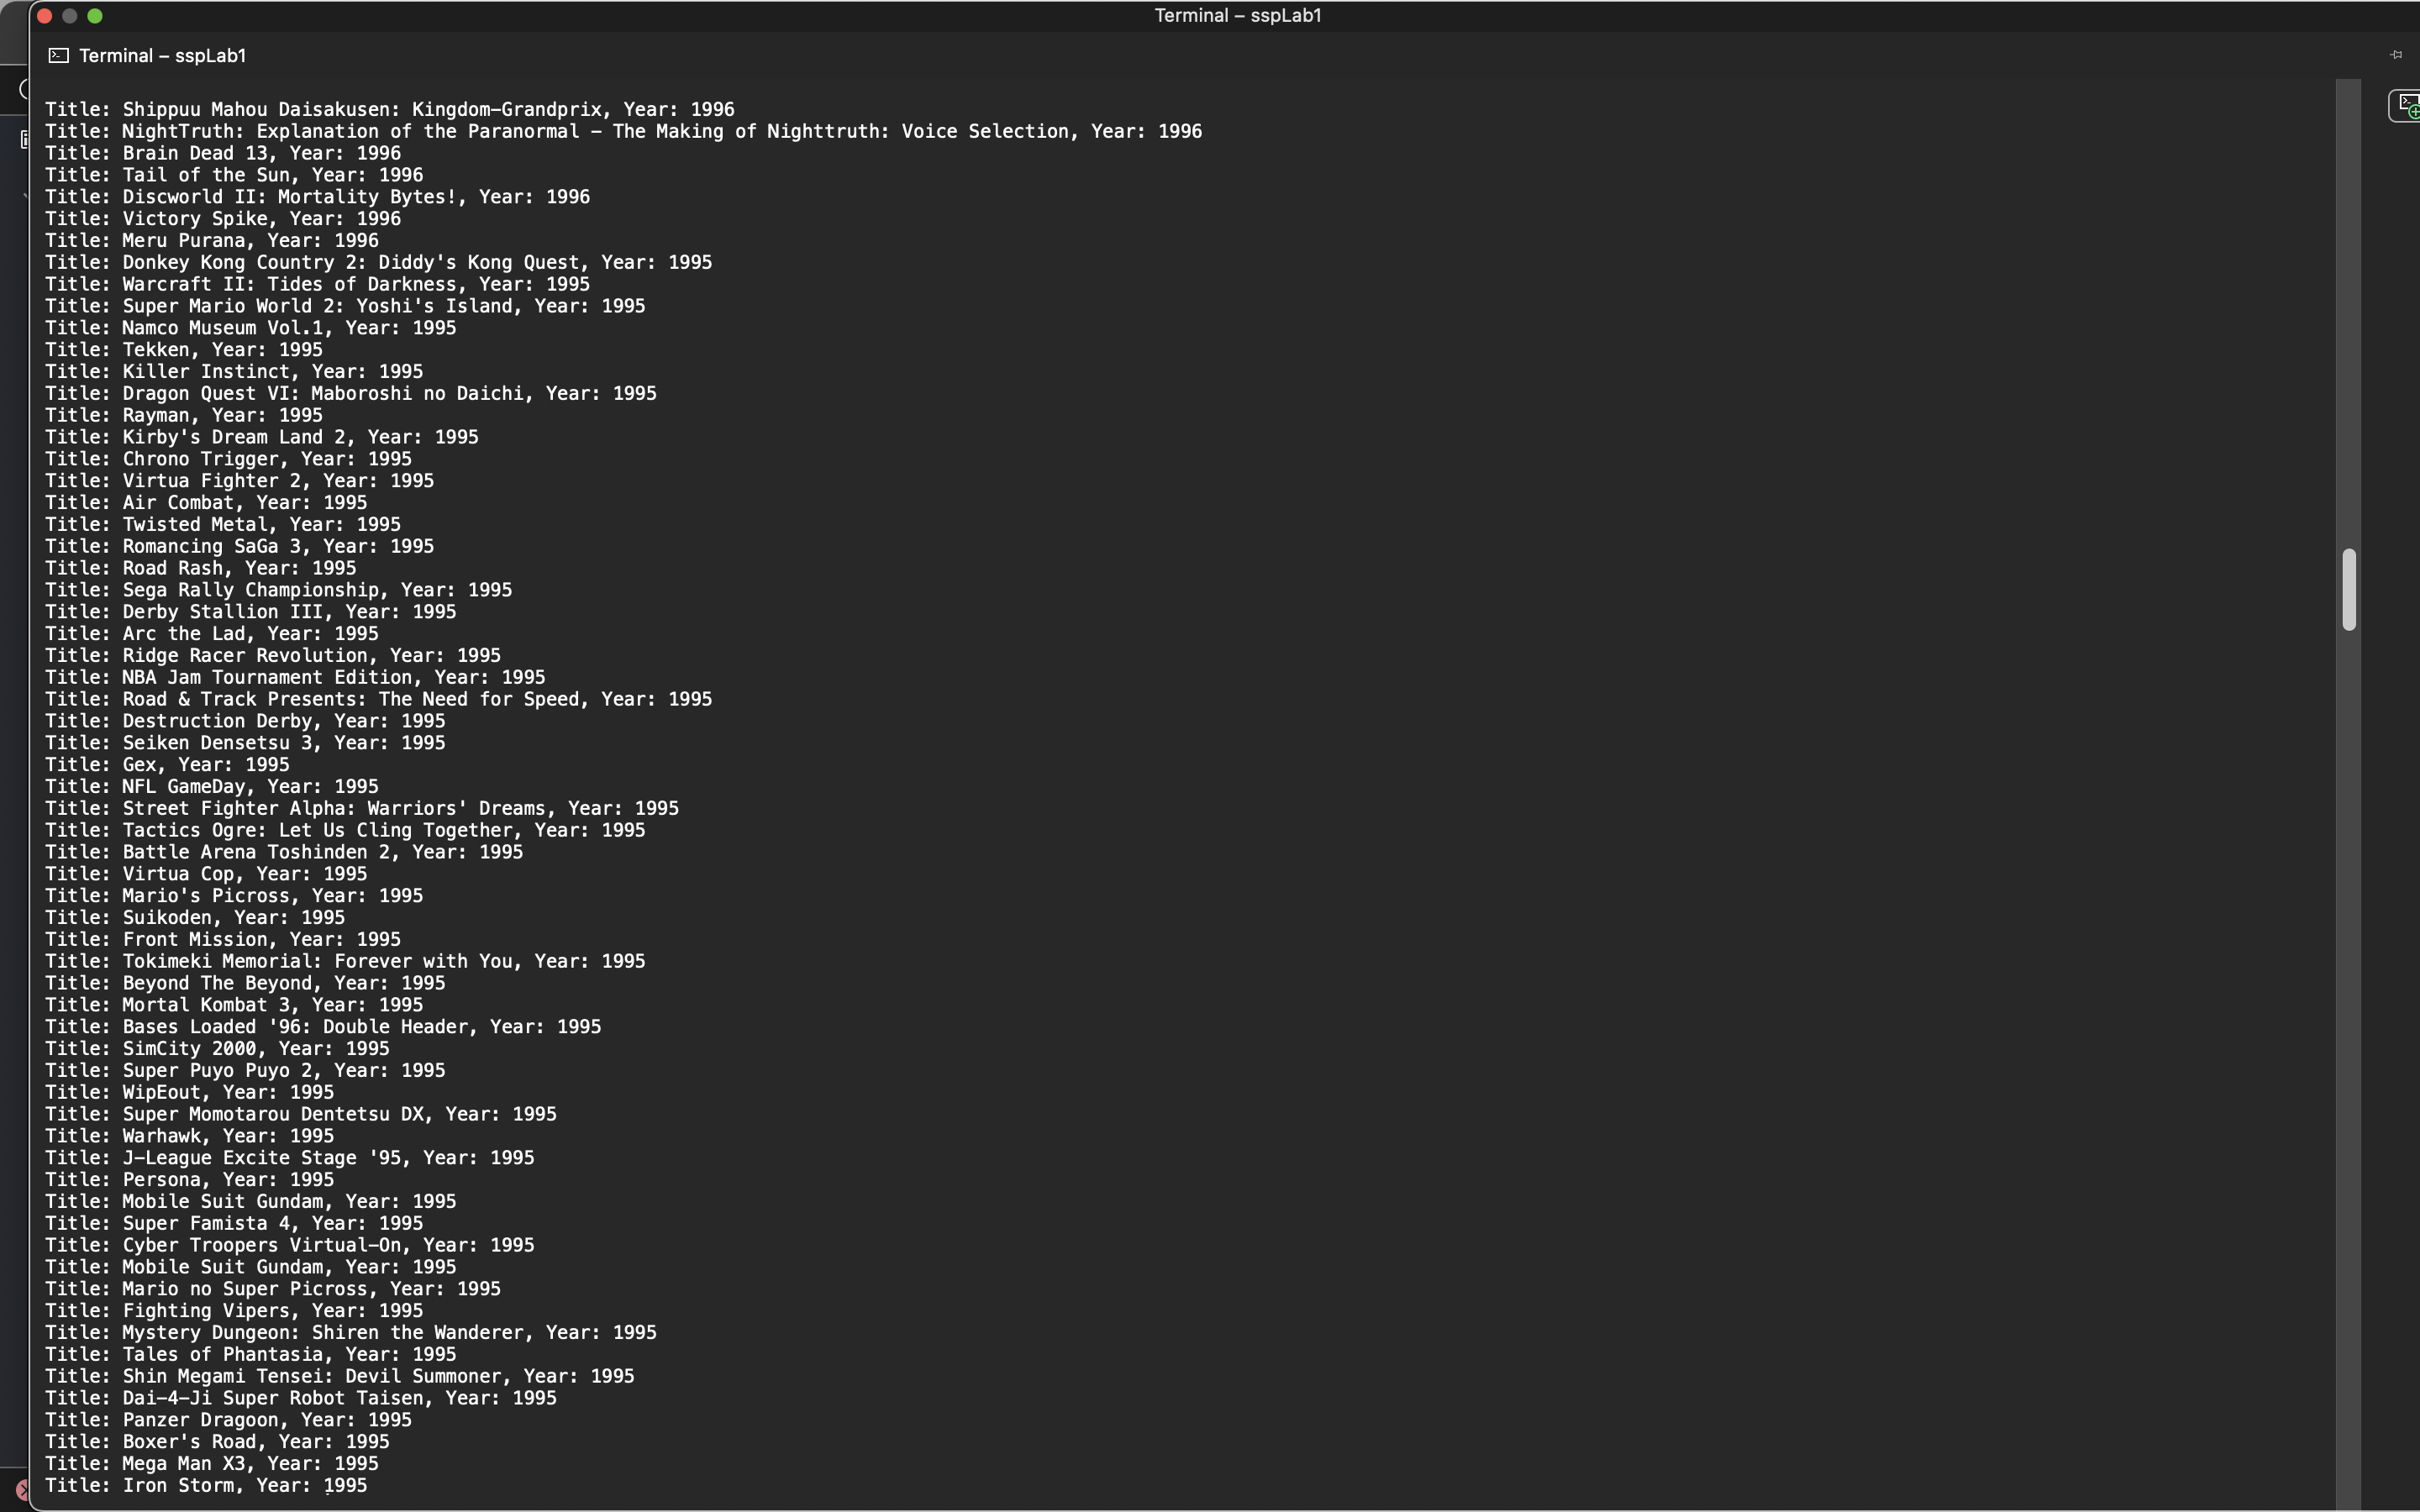 Terminal – sspLab1
Terminal – sspLab1
Title: Shippuu Mahou Daisakusen: Kingdom-Grandprix, Year: 1996
Title: NightTruth: Explanation of the Paranormal - The Making of Nighttruth: Voice Selection, Year: 1996
Title: Brain Dead 13, Year: 1996
Title: Tail of the Sun, Year: 1996
Title: Discworld II: Mortality Bytes!, Year: 1996
Title: Victory Spike, Year: 1996
Title: Meru Purana, Year: 1996
Title: Donkey Kong Country 2: Diddy's Kong Quest, Year: 1995
Title: Warcraft II: Tides of Darkness, Year: 1995
Title: Super Mario World 2: Yoshi's Island, Year: 1995
Title: Namco Museum Vol.1, Year: 1995
Title: Tekken, Year: 1995
Title: Killer Instinct, Year: 1995
Title: Dragon Quest VI: Maboroshi no Daichi, Year: 1995
Title: Rayman, Year: 1995
Title: Kirby's Dream Land 2, Year: 1995
Title: Chrono Trigger, Year: 1995
Title: Virtua Fighter 2, Year: 1995
Title: Air Combat, Year: 1995
Title: Twisted Metal, Year: 1995
Title: Romancing SaGa 3, Year: 1995
Title: Road Rash, Year: 1995
Title: Sega Rally Championship, Year: 1995
Title: Derby Stallion III, Year: 1995
Title: Arc the Lad, Year: 1995
Title: Ridge Racer Revolution, Year: 1995
Title: NBA Jam Tournament Edition, Year: 1995
Title: Road & Track Presents: The Need for Speed, Year: 1995
Title: Destruction Derby, Year: 1995
Title: Seiken Densetsu 3, Year: 1995
Title: Gex, Year: 1995
Title: NFL GameDay, Year: 1995
Title: Street Fighter Alpha: Warriors' Dreams, Year: 1995
Title: Tactics Ogre: Let Us Cling Together, Year: 1995
Title: Battle Arena Toshinden 2, Year: 1995
Title: Virtua Cop, Year: 1995
Title: Mario's Picross, Year: 1995
Title: Suikoden, Year: 1995
Title: Front Mission, Year: 1995
Title: Tokimeki Memorial: Forever with You, Year: 1995
Title: Beyond The Beyond, Year: 1995
Title: Mortal Kombat 3, Year: 1995
Title: Bases Loaded '96: Double Header, Year: 1995
Title: SimCity 2000, Year: 1995
Title: Super Puyo Puyo 2, Year: 1995
Title: WipEout, Year: 1995
Title: Super Momotarou Dentetsu DX, Year: 1995
Title: Warhawk, Year: 1995
Title: J-League Excite Stage '95, Year: 1995
Title: Persona, Year: 1995
Title: Mobile Suit Gundam, Year: 1995
Title: Super Famista 4, Year: 1995
Title: Cyber Troopers Virtual-On, Year: 1995
Title: Mobile Suit Gundam, Year: 1995
Title: Mario no Super Picross, Year: 1995
Title: Fighting Vipers, Year: 1995
Title: Mystery Dungeon: Shiren the Wanderer, Year: 1995
Title: Tales of Phantasia, Year: 1995
Title: Shin Megami Tensei: Devil Summoner, Year: 1995
Title: Dai-4-Ji Super Robot Taisen, Year: 1995
Title: Panzer Dragoon, Year: 1995
Title: Boxer's Road, Year: 1995
Title: Mega Man X3, Year: 1995
Title: Iron Storm, Year: 1995